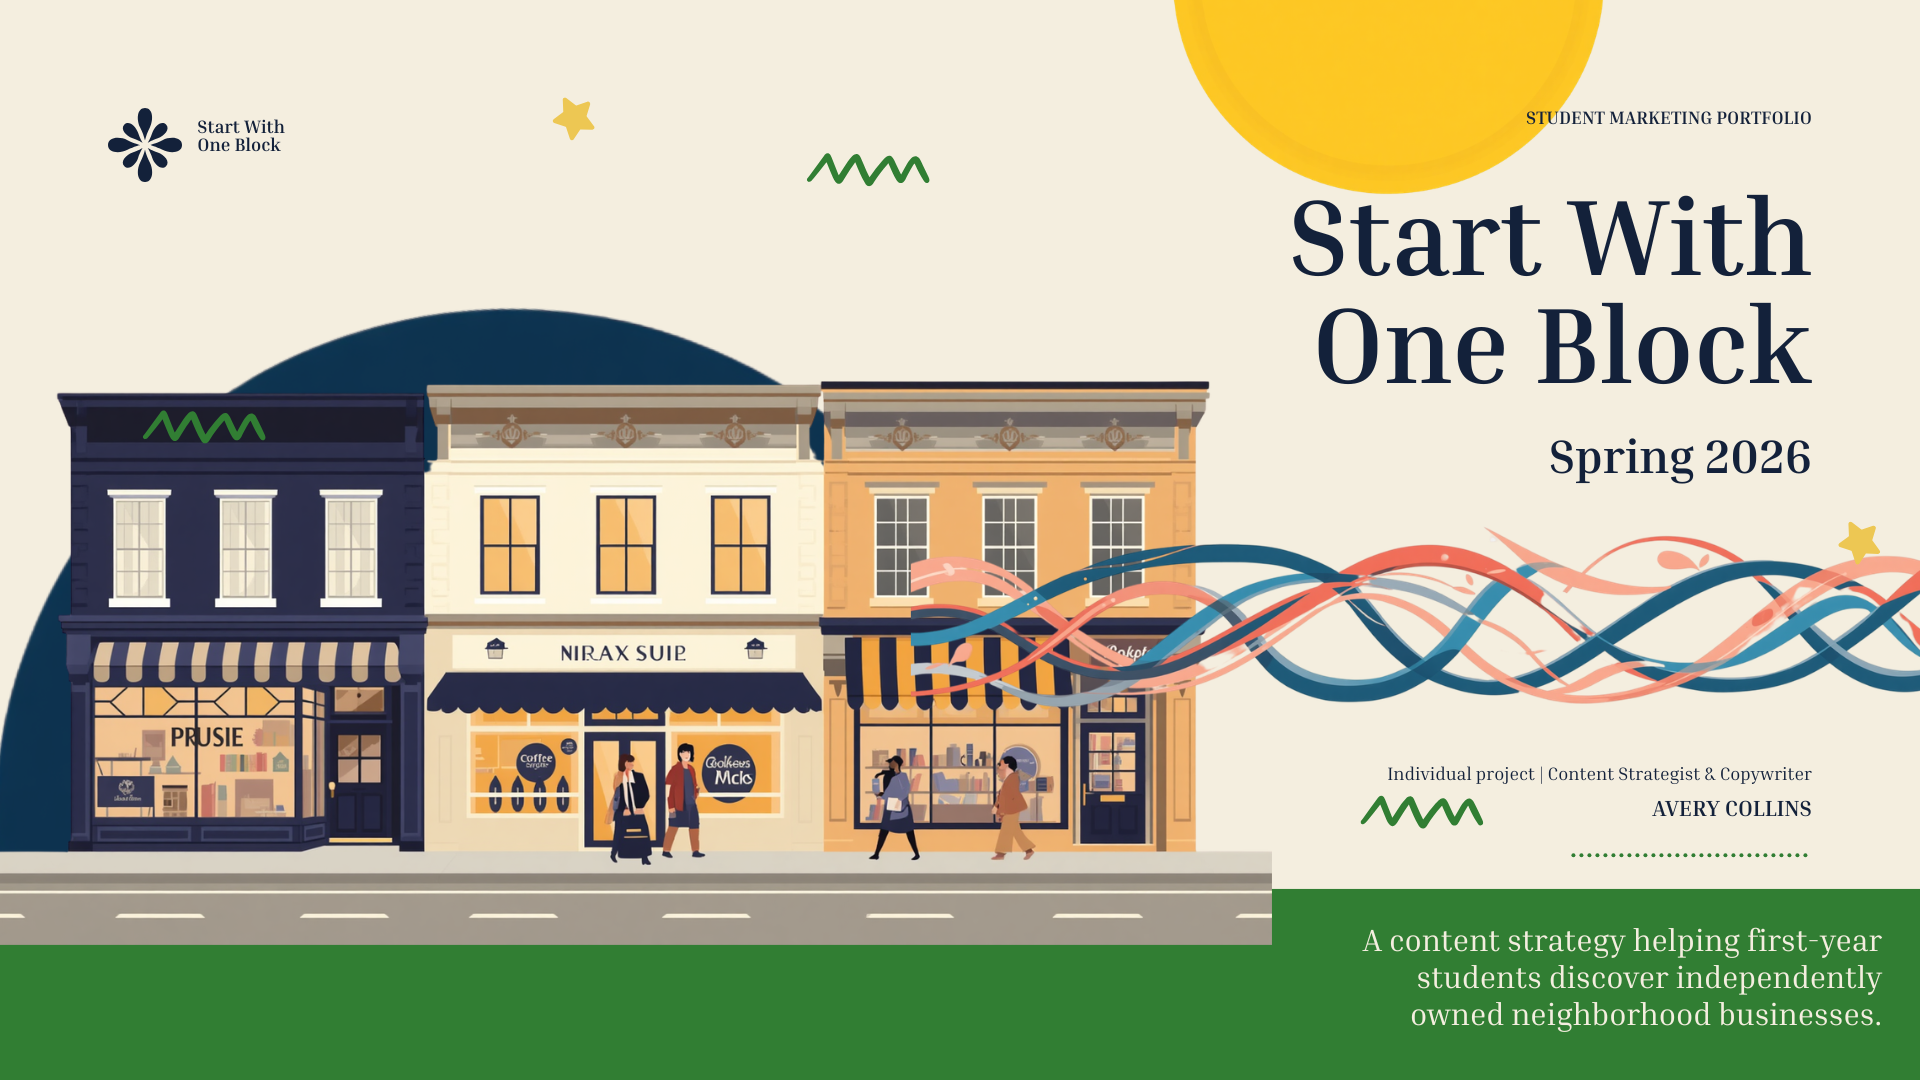 Start With
One Block
STUDENT MARKETING PORTFOLIO
Start With
One Block
Spring 2026
NIRAX SUIP
PRUSIE
Coffee
Individual project | Content Strategist & Copywriter
AVERY COLLINS
A content strategy helping first-year
students discover independently
owned neighborhood businesses.